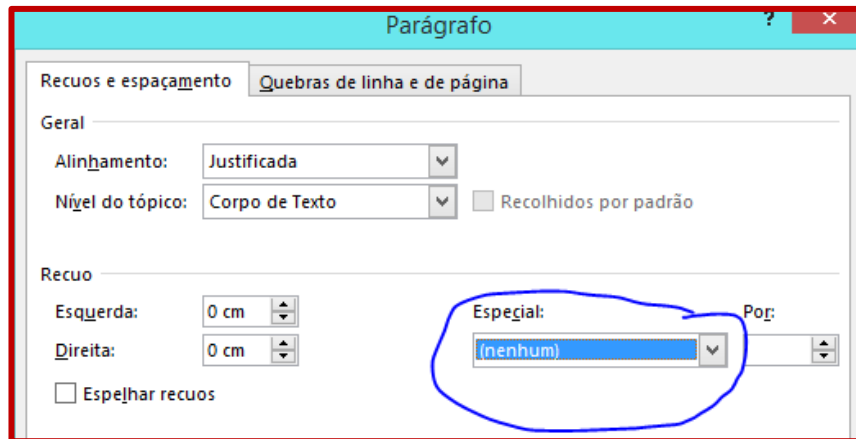 Parágrafo ? ×
Recuos e espaçamento Quebras de linha e de página
Geral
Alinhamento: Justificada
Nível do tópico: Corpo de Texto Recolhidos por padrão
Recuo
Esquerda: 0 cm Especial: Por:
Direita: 0 cm (nenhum)
Espelhar recuos